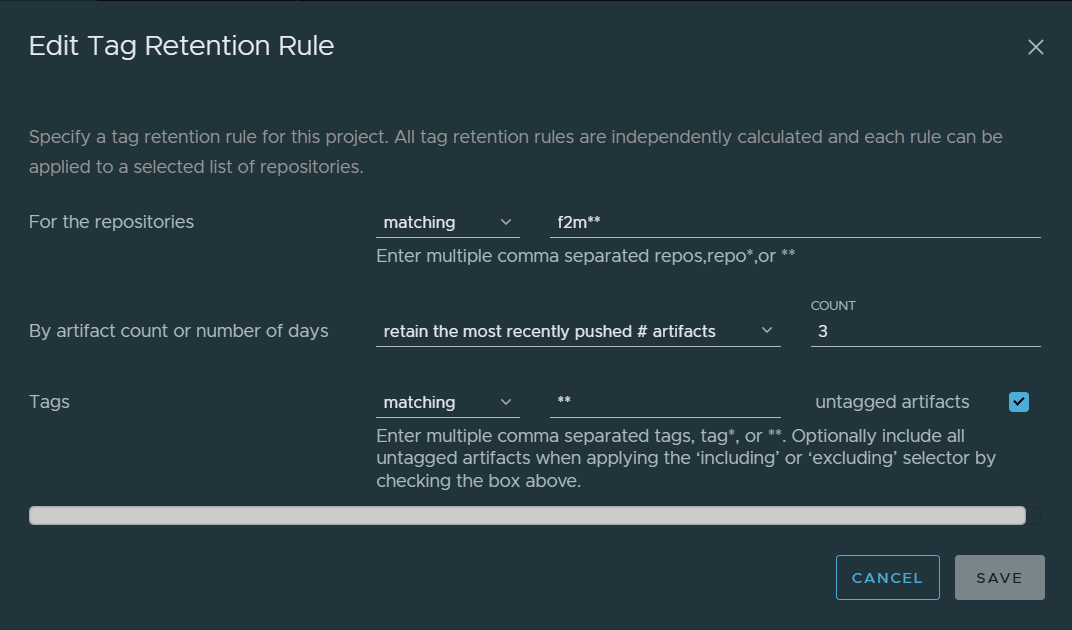 Edit Tag Retention Rule
Specify a tag retention rule for this project. All tag retention rules are independently calculated and each rule can be
applied to a selected list of repositories.
For the repositories
matching
f2m**
Enter multiple comma separated repos,repo*,or **
COUNT
By artifact count or number of days
retain the most recently pushed # artifacts
3
Tags
matching
**
untagged artifacts
Enter multiple comma separated tags, tag*, or **. Optionally include all
untagged artifacts when applying the ‘including’ or ‘excluding’ selector by
checking the box above.
CANCEL
SAVE